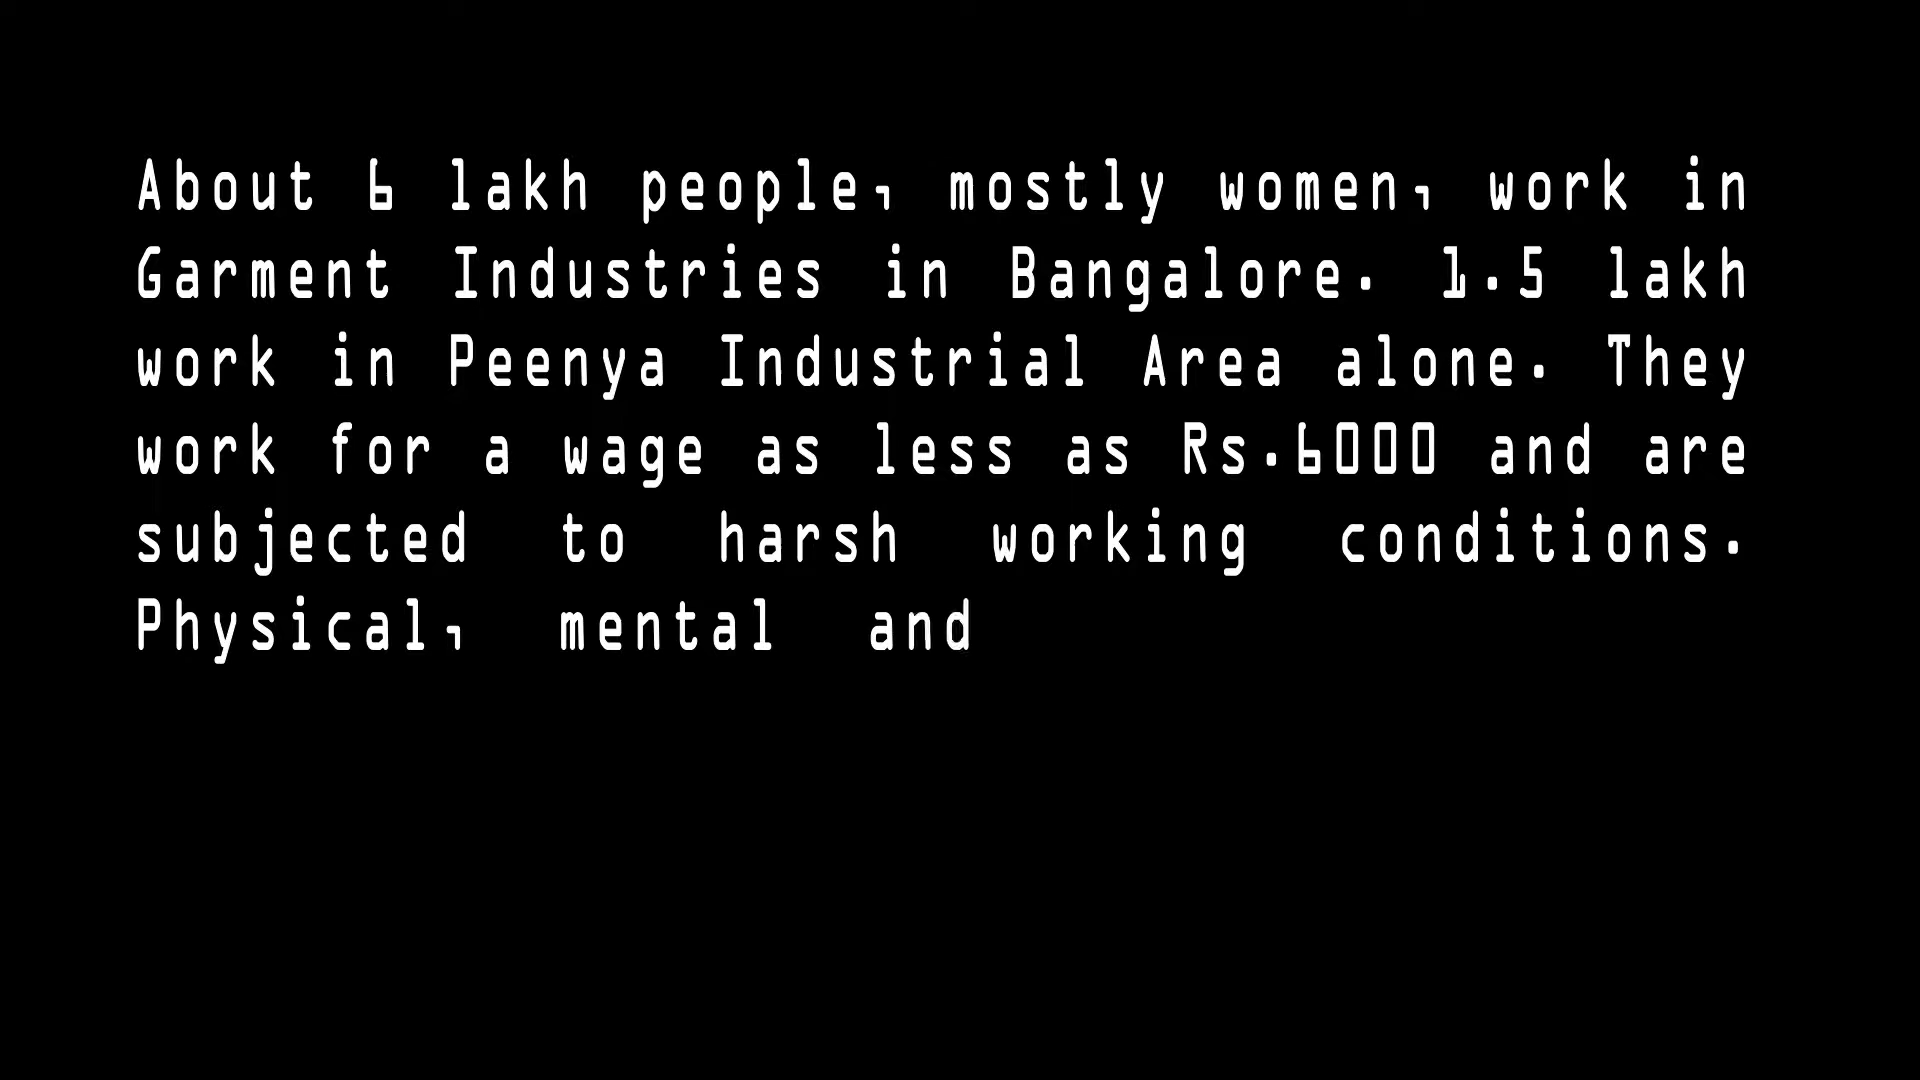 About 6 lakh people, mostly women, work in
Garment Industries in Bangalore. 1.5 lakh
work in Peenya Industrial Area alone. They
work for a wage as less as Rs.6000 and are
subjected to harsh working conditions.
Physical, mental and